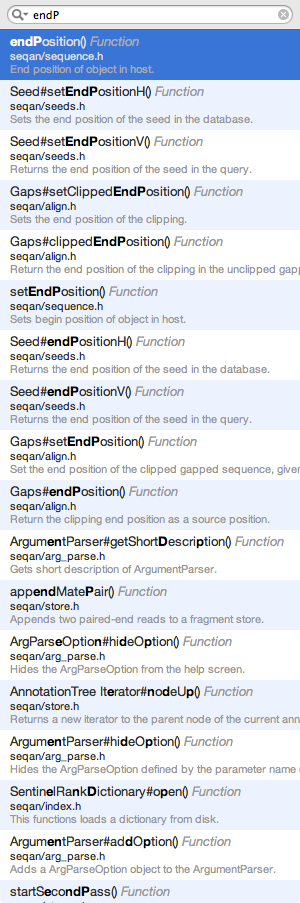 endP
endPosition() Function
seqan/sequence.h
End position of object in host.
Seed#setEndPositionH() Function
seqan/seeds.h
Sets the end position of the seed in the database.
Seed#setEndPositionV() Function
seqan/seeds.h
Returns the end position of the seed in the query.
Gaps#setClippedEndPosition() Function
seqan/align.h
Sets the end position of the clipping.
Gaps#clippedEndPosition() Function
seqan/align.h
Return the end position of the clipping in the unclipped gapp
setEndPosition() Function
seqan/sequence.h
Sets begin position of object in host.
Seed#endPositionH() Function
seqan/seeds.h
Returns the end position of the seed in the database.
Seed#endPositionV() Function
seqan/seeds.h
Returns the end position of the seed in the query.
Gaps#setEndPosition() Function
seqan/align.h
Set the end position of the clipped gapped sequence, given
Gaps#endPosition() Function
seqan/align.h
Return the clipping end position as a source position.
ArgumentParser#getShortDescription() Function
seqan/arg_parse.h
Gets short description of ArgumentParser.
appendMatePair() Function
seqan/store.h
Appends two paired-end reads to a fragment store.
ArgParseOption#hideOption() Function
seqan/arg_parse.h
Hides the ArgParseOption from the help screen.
AnnotationTree Iterator#nodeUp() Function
seqan/store.h
Returns a new iterator to the parent node of the current ann
ArgumentParser#hideOption() Function
seqan/arg_parse.h
Hides the ArgParseOption defined by the parameter name
SentinelRankDictionary#open() Function
seqan/index.h
This functions loads a dictionary from disk.
ArgumentParser#addOption() Function
seqan/arg_parse.h
Adds a ArgParseOption object to the ArgumentParser.
startSecondPass() Function